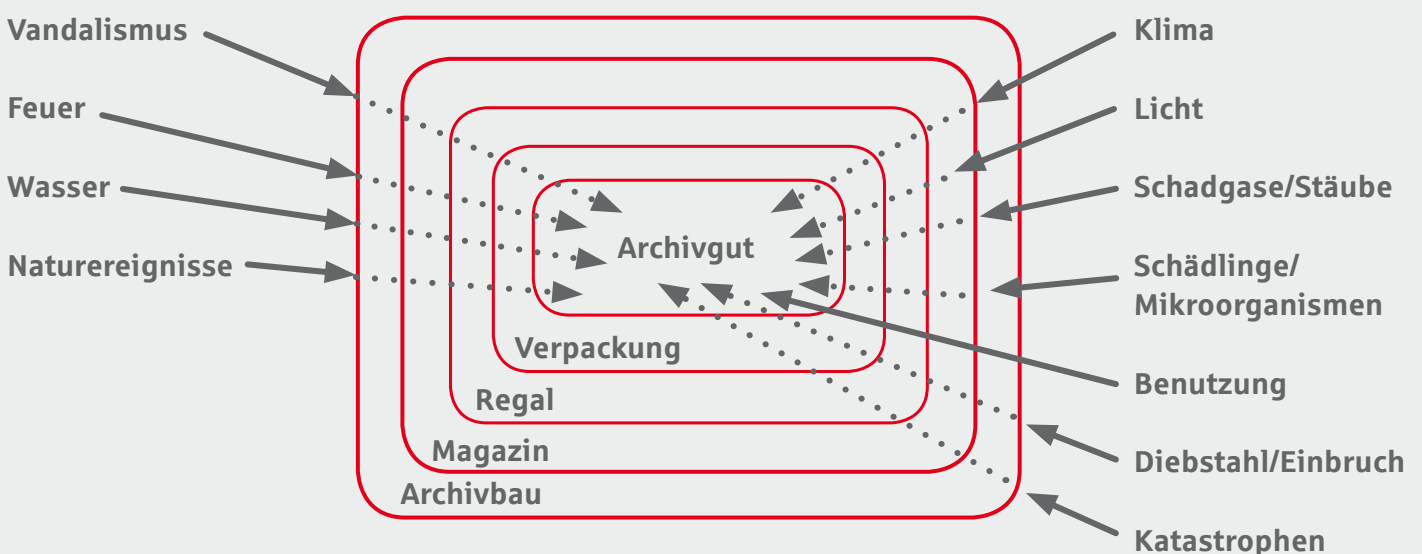 Vandalismus
Feuer
Wasser
Naturereignisse
Archivgut
Verpackung
Regal
Magazin
Archivbau
Klima
Licht
Schadgase/Stäube
Schädlinge/
Mikroorganismen
Benutzung
Diebstahl/Einbruch
Katastrophen